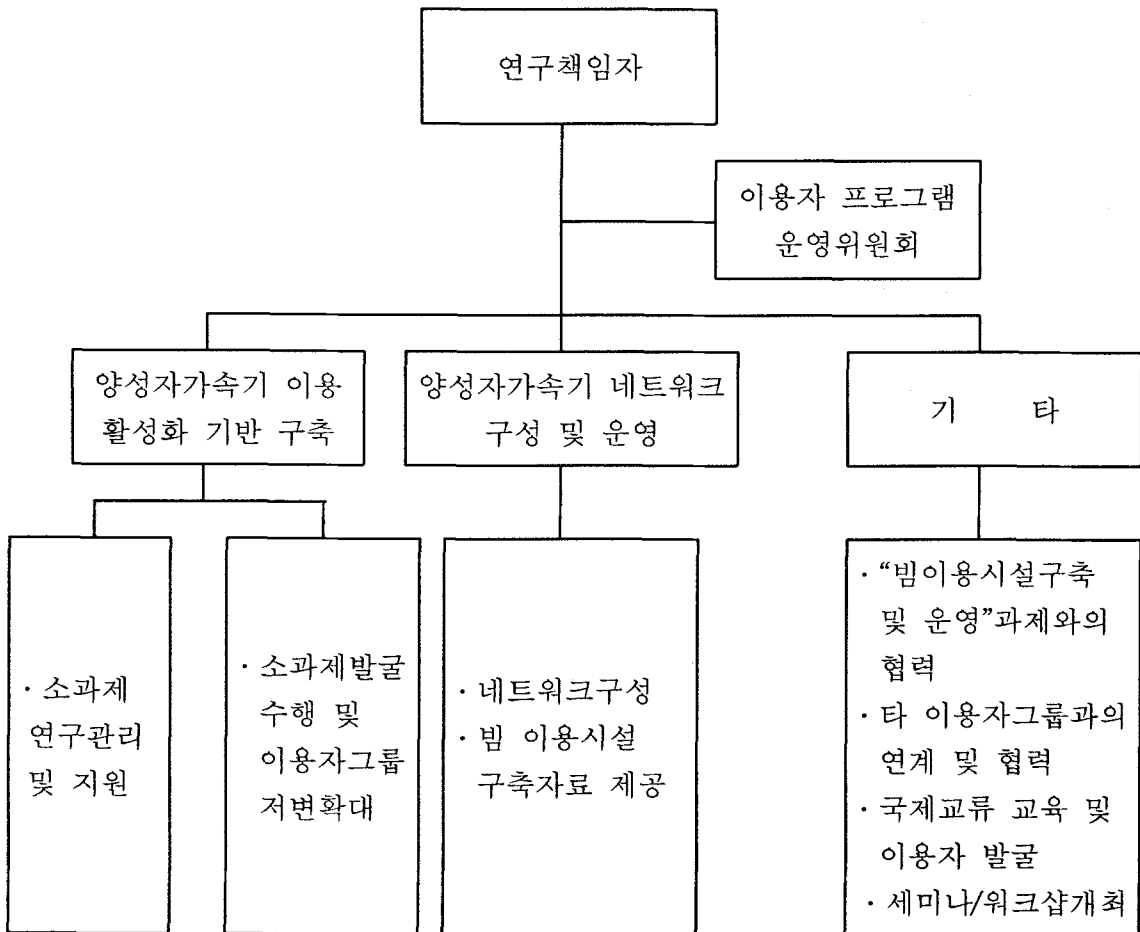 연구책임자
이용자 프로그램
운영위원회
양성자가속기 이용
활성화 기반 구축
양성자가속기 네트워크
구성 및 운영
기 타
· 소과제
연구관리
및 지원
· 소과제발굴
수행 및
이용자그룹
저변확대
· 네트워크구성
· 빔 이용시설
구축자료 제공
· “빔이용시설구축
및 운영”과제와의
협력
· 타 이용자그룹과의
연계 및 협력
· 국제교류 교육 및
이용자 발굴
· 세미나/워크샵개최